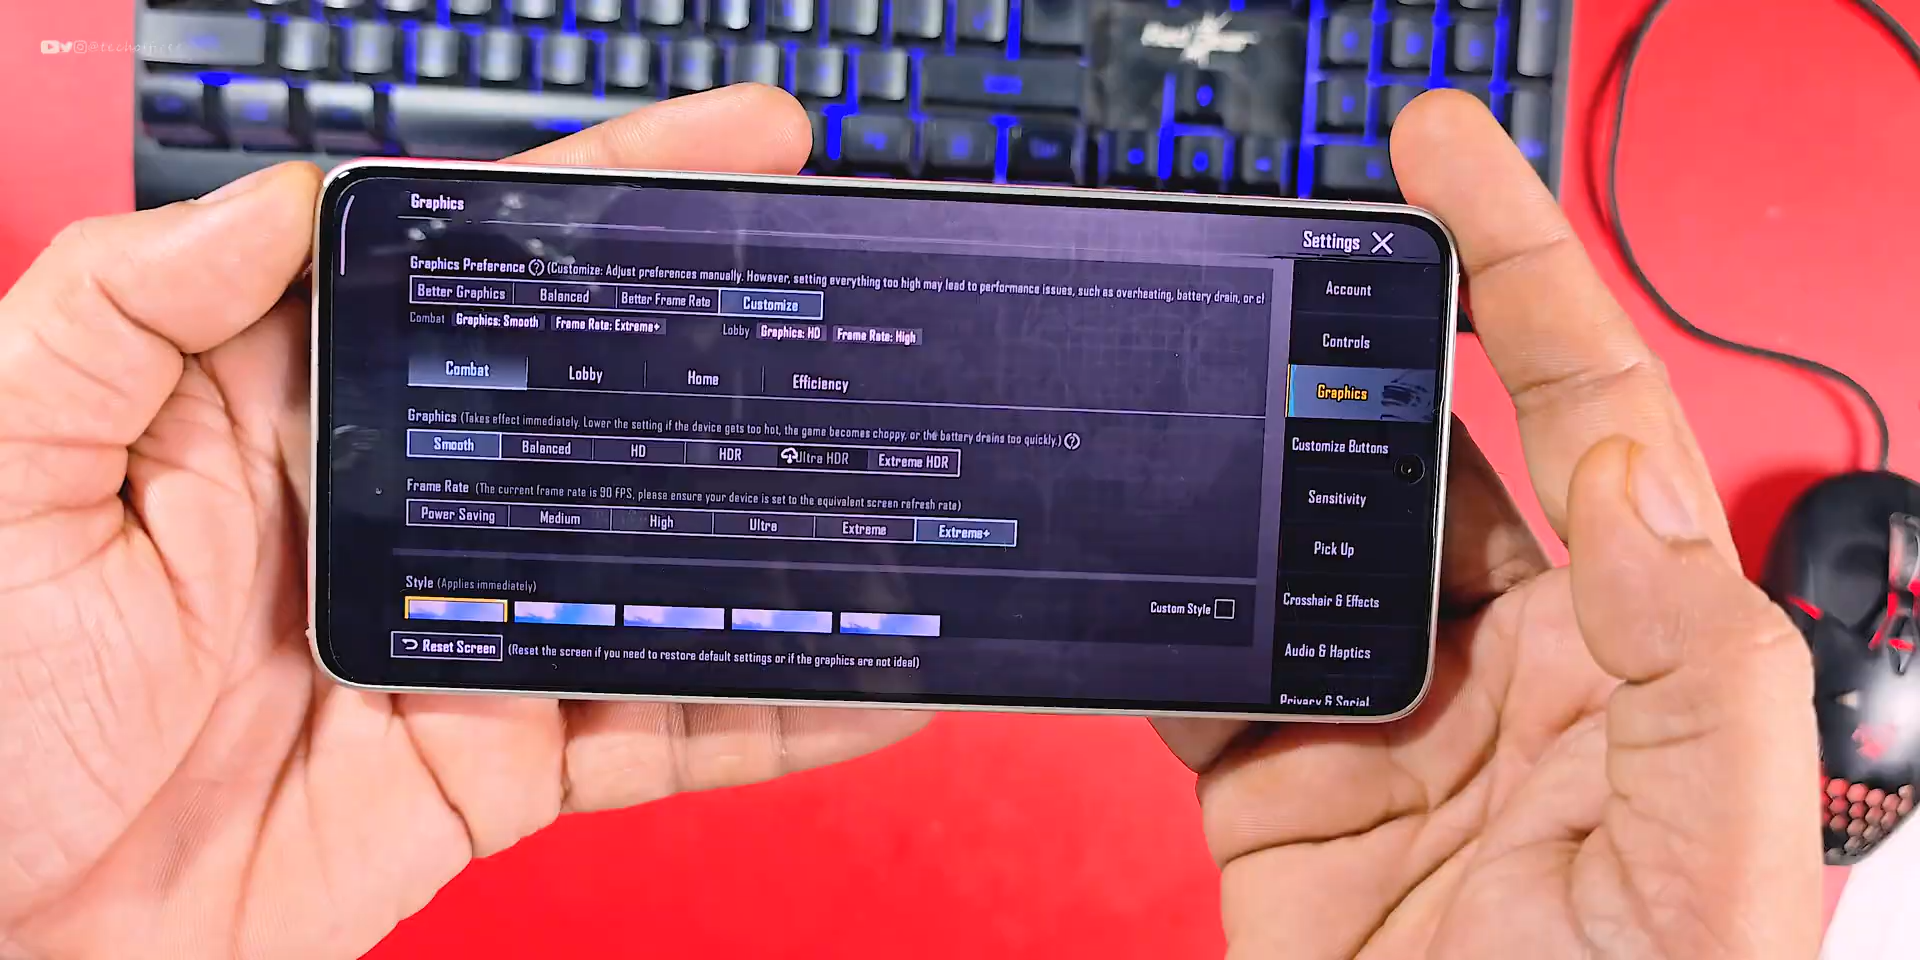 Graphics
Settings
Graphics Preference (Customize: Adjust preferences manually. However, setting everything too high may lead to performance issues, such as overheating, battery drain, or cl
Better Graphics Balanced Better Frame Rate Customize
Combat Graphics: Smooth Frame Rate: Extreme+ Lobby Graphics: HD Frame Rate: High
Combat Lobby Home Efficiency
Graphics (Takes effect immediately. Lower the setting if the device gets too hot, the game becomes choppy, or the battery drains too quickly.)
Smooth Balanced HD HDR Ultra HDR Extreme HDR
Frame Rate (The current frame rate is 90 FPS, please ensure your device is set to the equivalent screen refresh rate)
Power Saving Medium High Ultra Extreme Extreme+
Style (Applies immediately)
Custom Style
Reset Screen (Reset the screen if you need to restore default settings or if the graphics are not ideal)
Account
Controls
Graphics
Customize Buttons
Sensitivity
Pick Up
Crosshair & Effects
Audio & Haptics
Privacy & Social